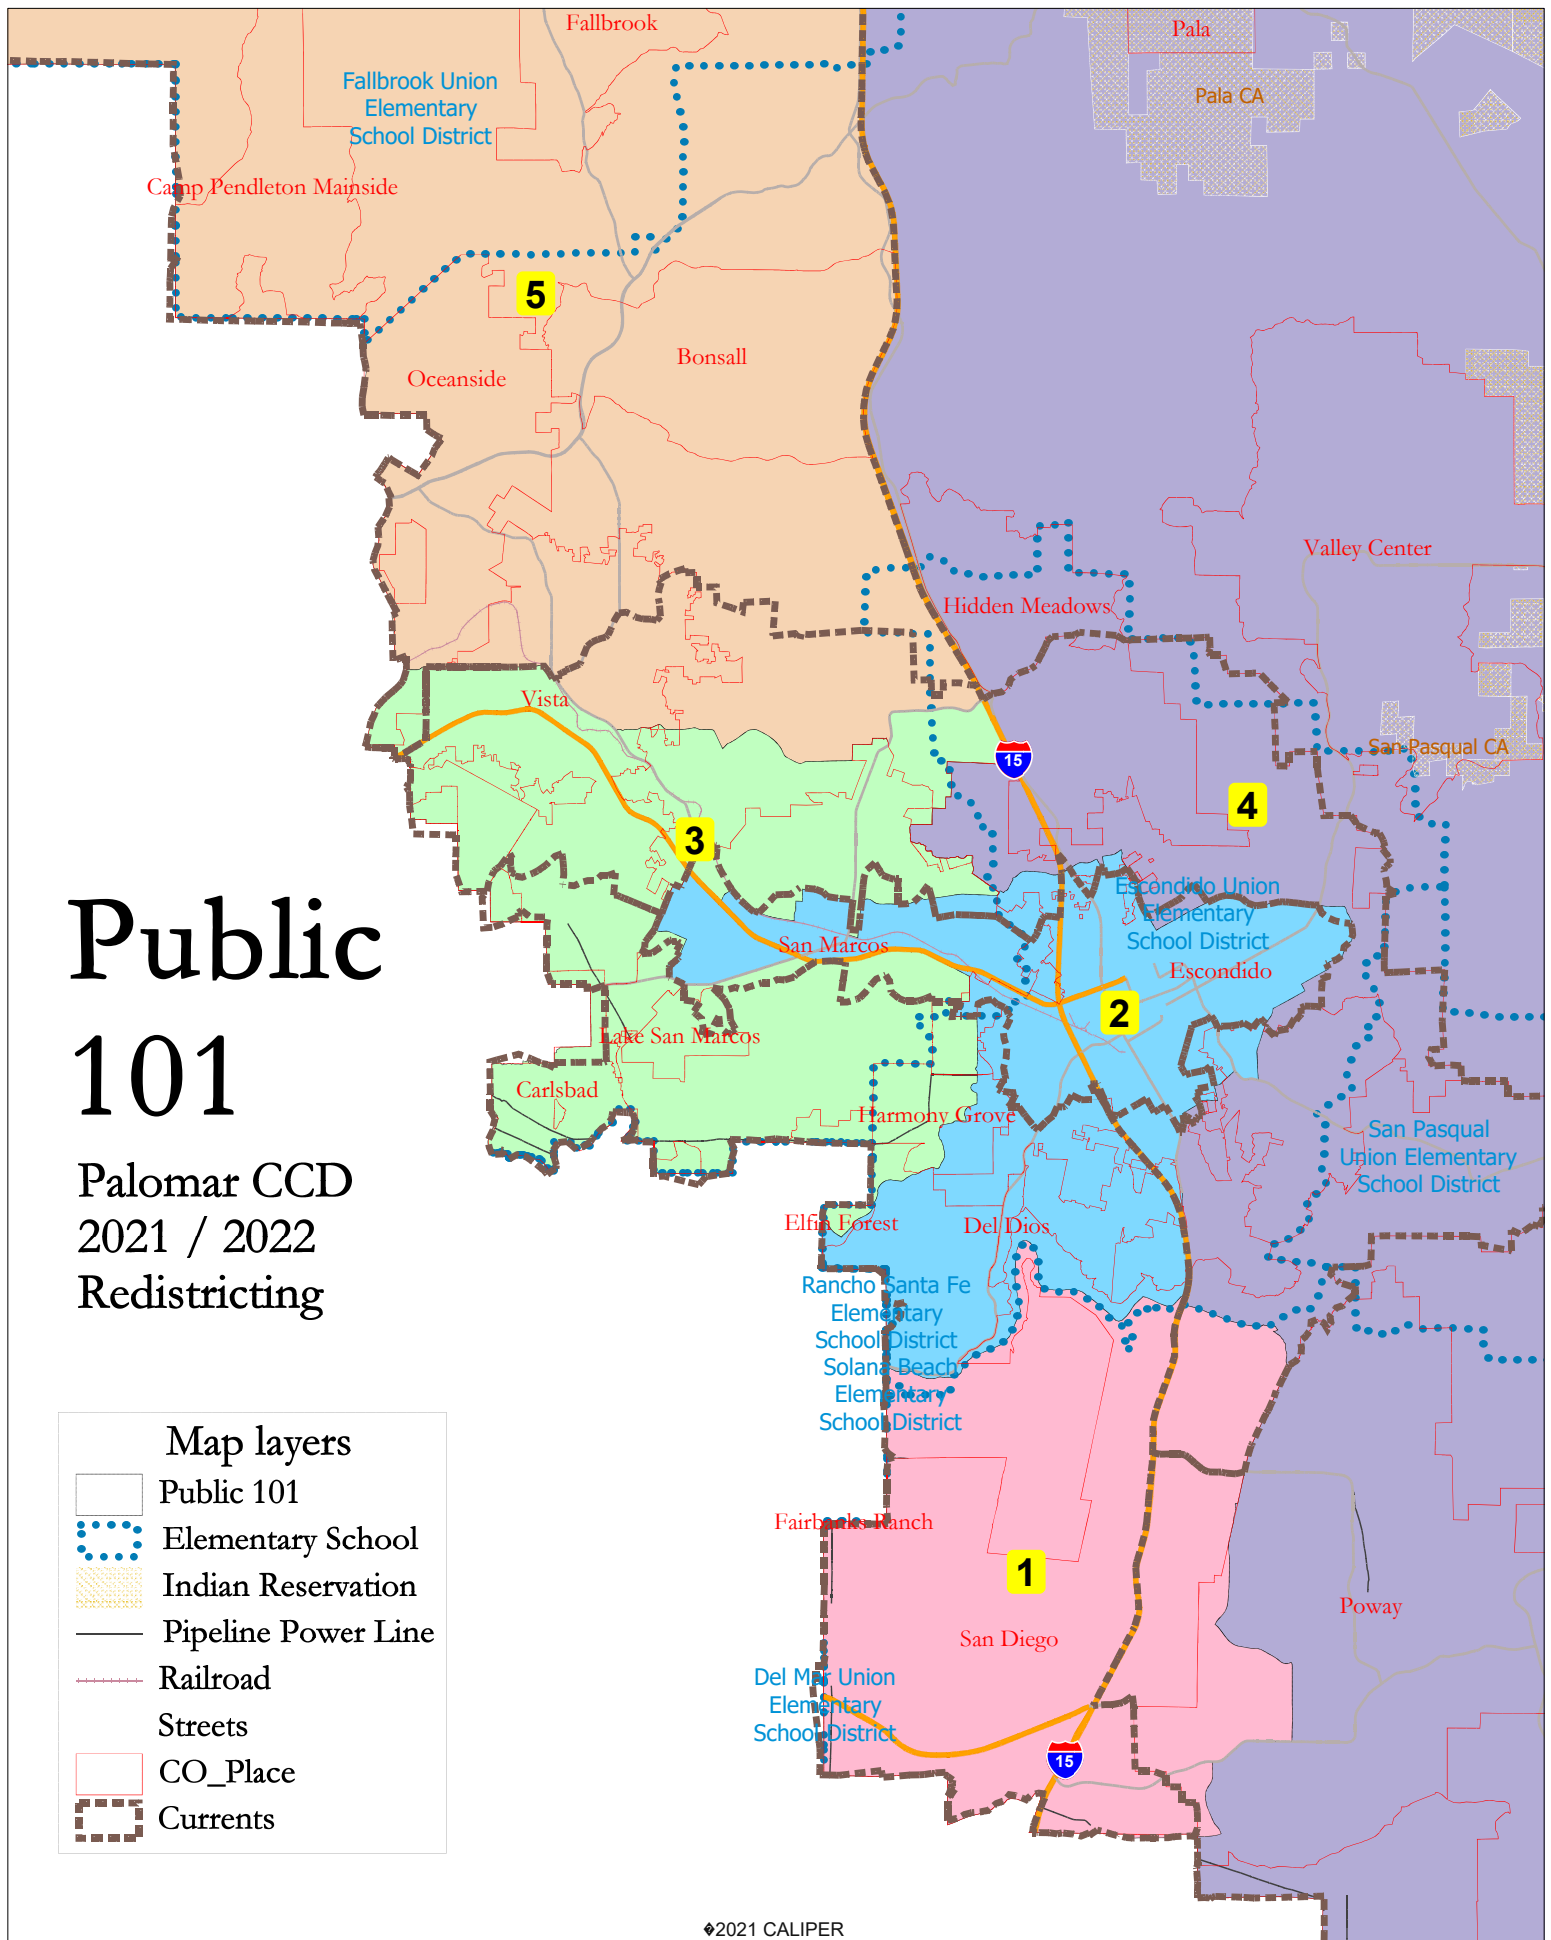 Fallbrook
Pala
Fallbrook Union
Elementary
School District
Pala CA
Camp Pendleton Mainside
5
Bonsall
Oceanside
Valley Center
Hidden Meadows
Vista
San Pasqual CA
15
4
3
Escondido Union
Elementary
School District
San Marcos
Escondido
2
Lake San Marcos
Carlsbad
Harmony Grove
San Pasqual
Union Elementary
School District
Elfin Forest
Del Dios
Rancho Santa Fe
Elementary
School District
Solana Beach
Elementary
School District
Fairbanks Ranch
1
Poway
San Diego
Del Mar Union
Elementary
School District
15
Public
101
Palomar CCD
2021 / 2022
Redistricting
Map layers
Public 101
Elementary School
Indian Reservation
Pipeline Power Line
Railroad
Streets
CO_Place
Currents
�2021 CALIPER